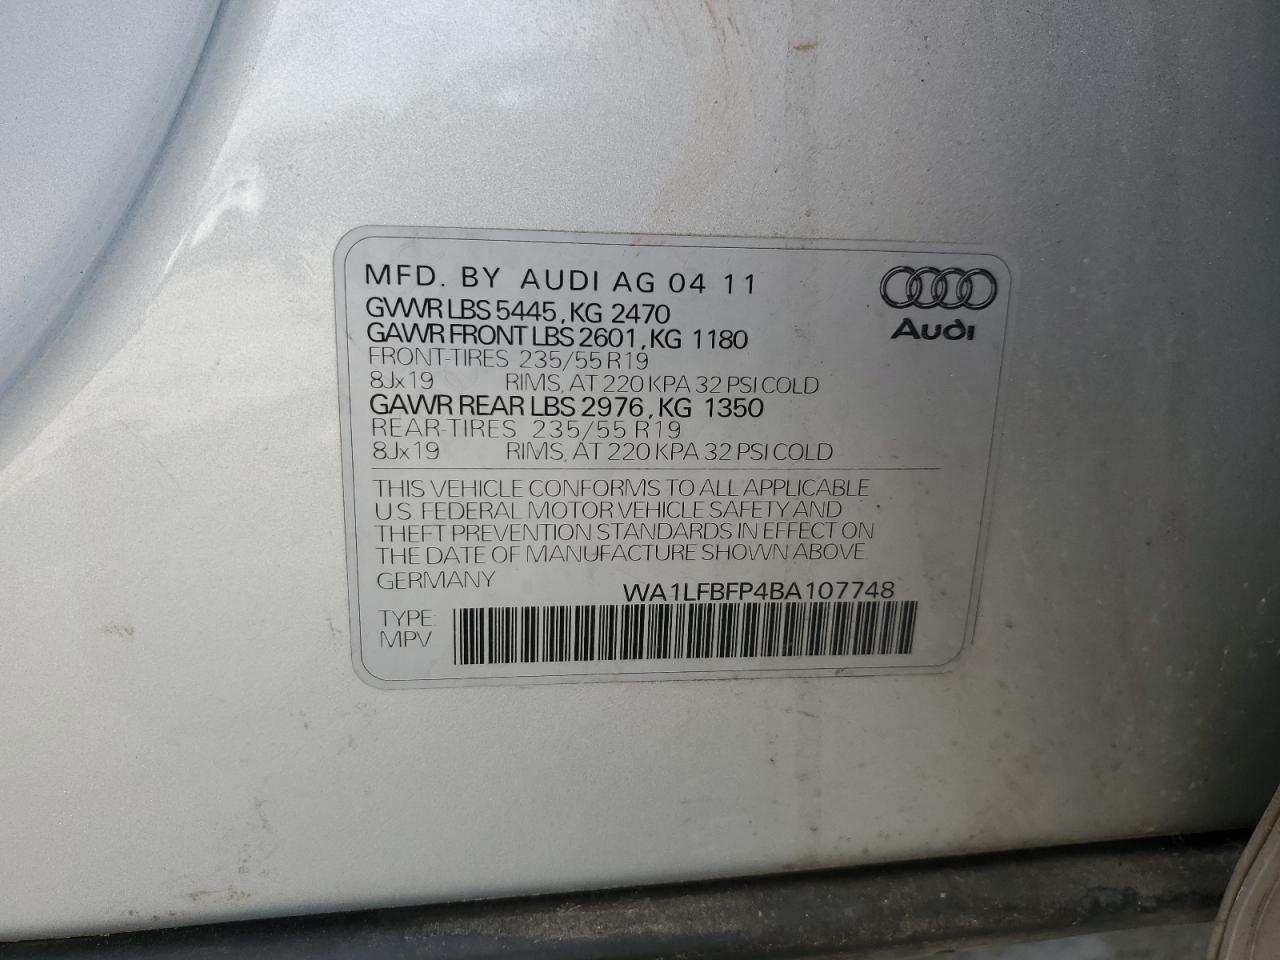 MFD. BY AUDI AG 04 11
GVWR LBS 5445, KG 2470
GAWR FRONT LBS 2601, KG 1180
FRONT-TIRES 235/55 R19
8Jx19 RIMS, AT 220 KPA 32 PSI COLD
GAWR REAR LBS 2976, KG 1350
REAR-TIRES 235/55 R19
8Jx19 RIMS, AT 220 KPA 32 PSI COLD
Audi
THIS VEHICLE CONFORMS TO ALL APPLICABLE
U.S. FEDERAL MOTOR VEHICLE SAFETY AND
THEFT PREVENTION STANDARDS IN EFFECT ON
THE DATE OF MANUFACTURE SHOWN ABOVE
GERMANY WA1LFBFP4BA107748
TYPE:
MPV